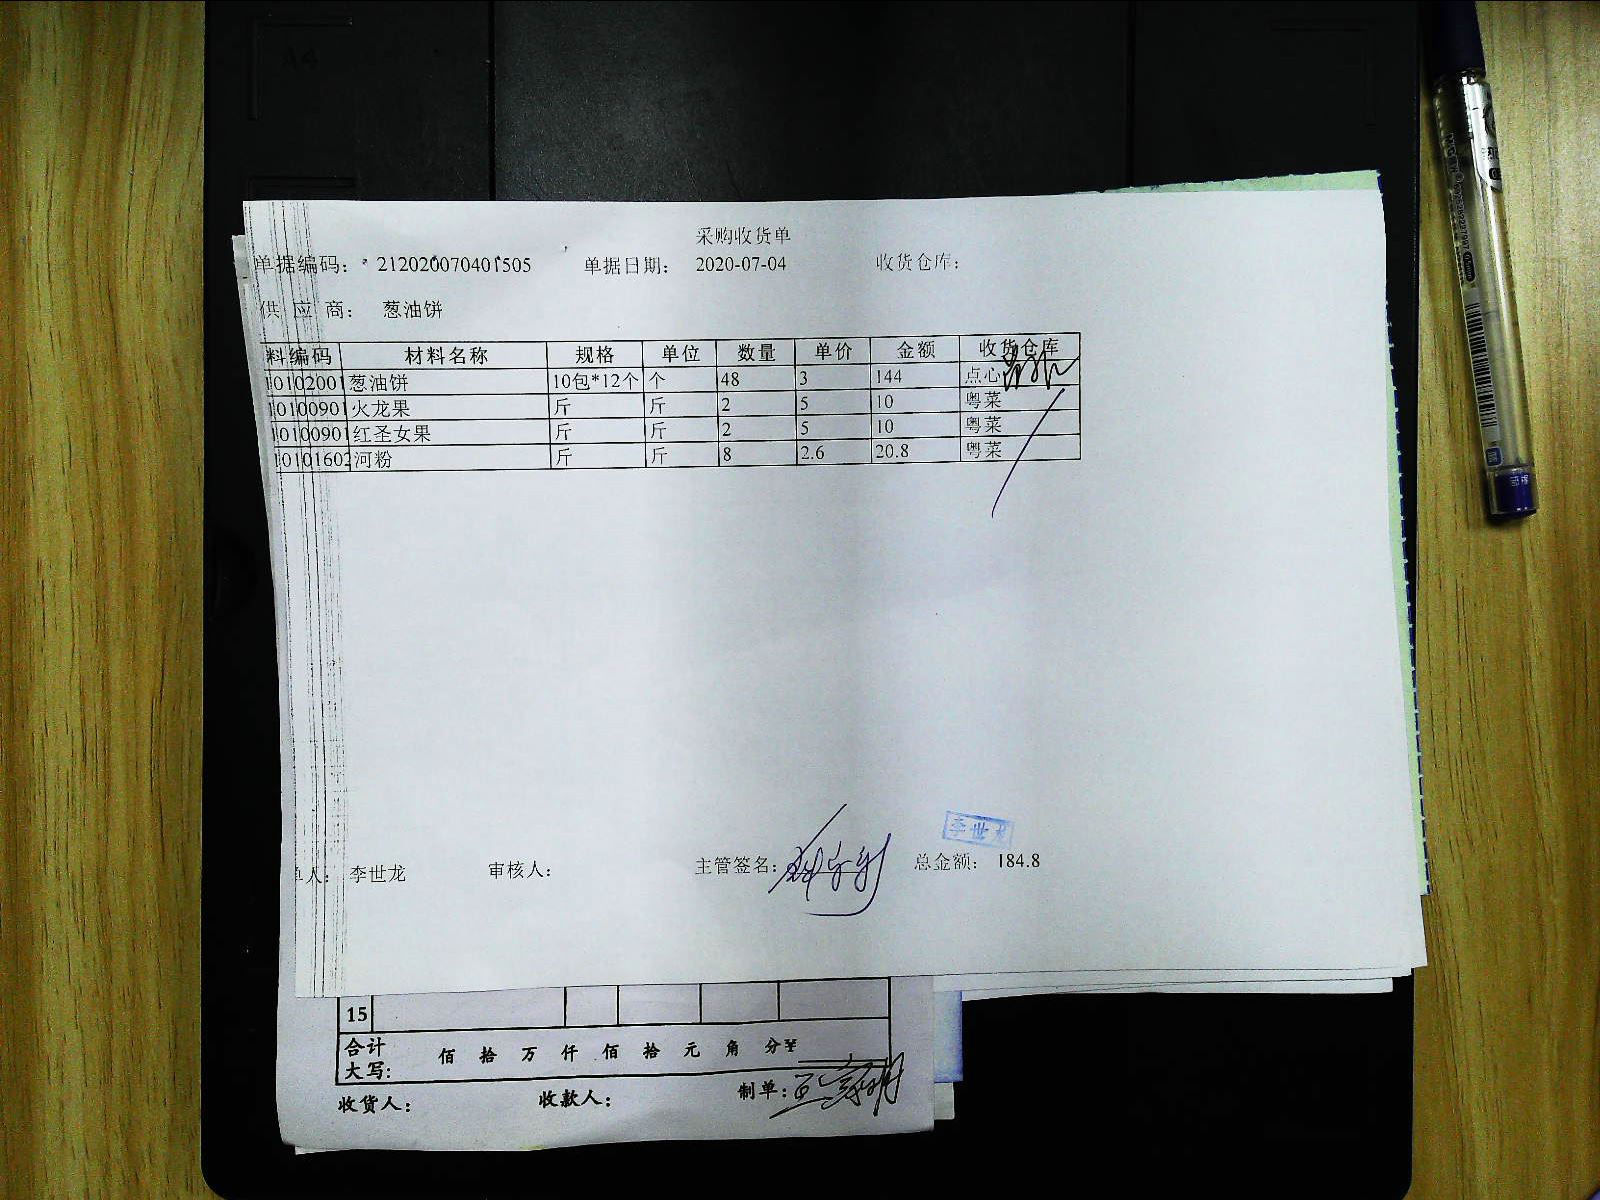 采购收货单
单据编码： 212020070401505 单据日期： 2020-07-04 收货仓库：
供 应 商： 葱油饼
料编码 材料名称 规格 单位 数量 单价 金额 收货仓库
10102001 葱油饼 10包*12个 个 48 3 144 点心
10100901 火龙果 斤 斤 2 5 10 粤菜
10100901 红圣女果 斤 斤 2 5 10 粤菜
10101602 河粉 斤 斤 8 2.6 20.8 粤菜
李世龙
单人： 李世龙 审核人： 主管签名： 总金额： 184.8
15
合计 佰 拾 万 仟 佰 拾 元 角 分
大写：
收货人： 收款人： 制单：